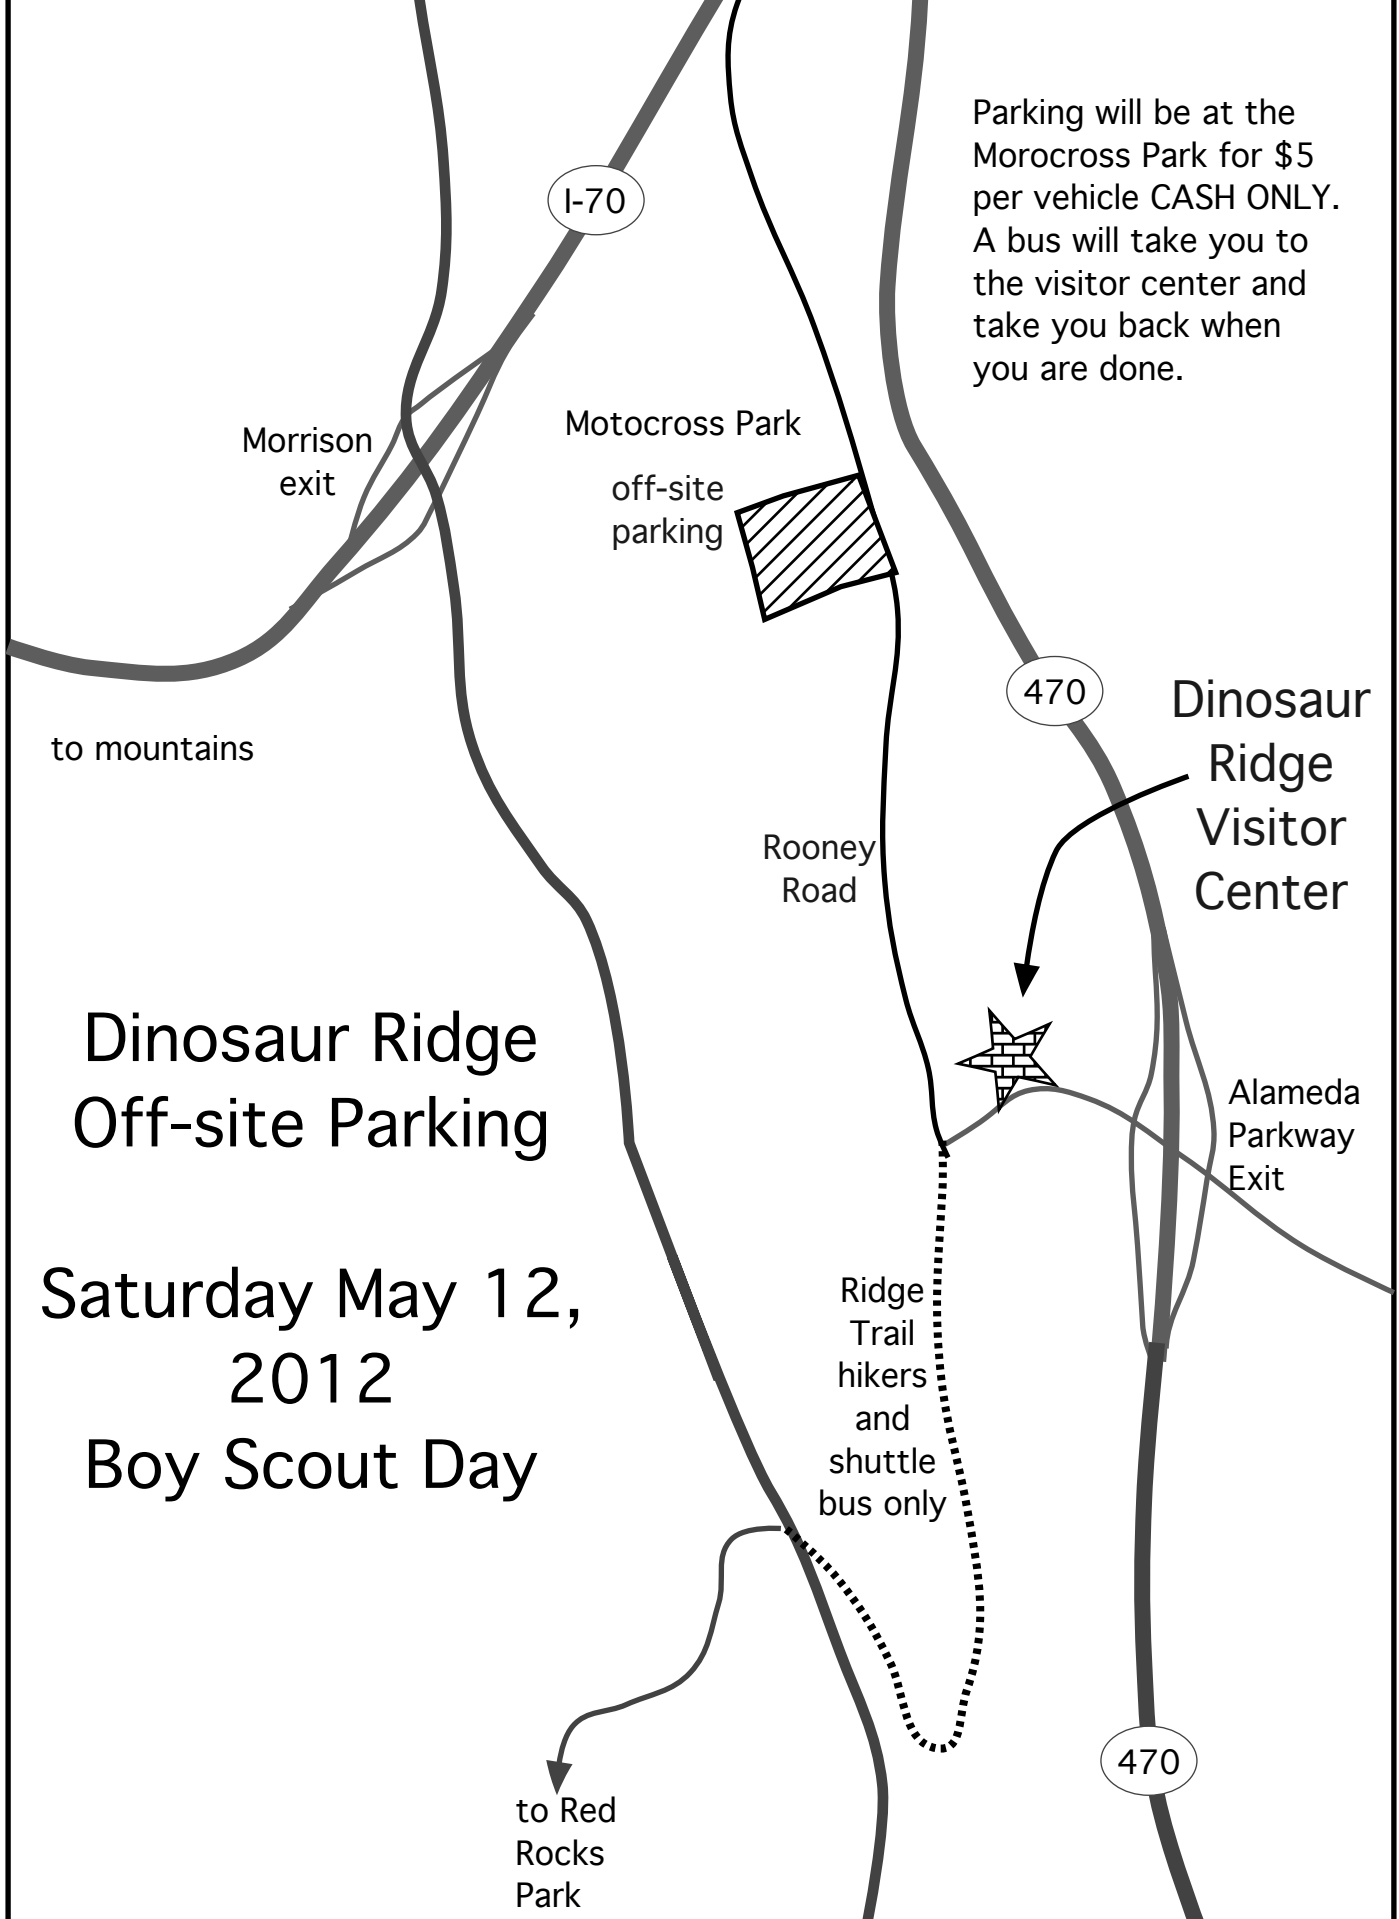 I-70
Parking will be at the
Morocross Park for $5
per vehicle CASH ONLY.
A bus will take you to
the visitor center and
take you back when
you are done.
Morrison
exit
Motocross Park
off-site
parking
to mountains
470
Dinosaur
Ridge
Visitor
Center
Rooney
Road
Dinosaur Ridge
Off-site Parking
Saturday May 12,
2012
Boy Scout Day
Alameda
Parkway
Exit
Ridge
Trail
hikers
and
shuttle
bus only
470
to Red
Rocks
Park